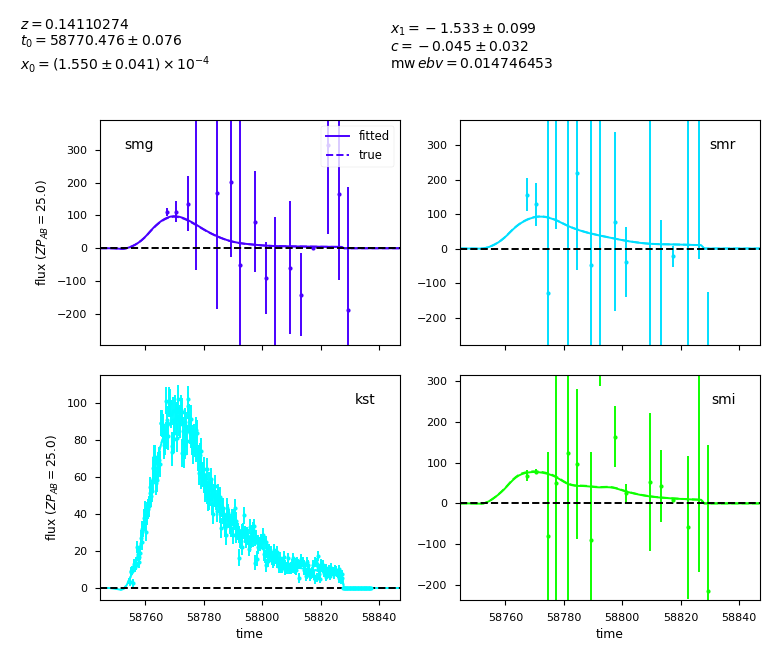 z = 0.14110274
t₀ = 58770.476 ± 0.076
x₀ = (1.550 ± 0.041) × 10⁻⁴
x₁ = −1.533 ± 0.099
c = −0.045 ± 0.032
mw ebv = 0.014746453
smg
fitted
true
300
200
100
0
−100
−200
flux (ZP_AB = 25.0)
smr
300
200
100
0
−100
−200
kst
100
80
60
40
20
0
flux (ZP_AB = 25.0)
58760 58780 58800 58820 58840
time
smi
300
200
100
0
−100
−200
58760 58780 58800 58820 58840
time